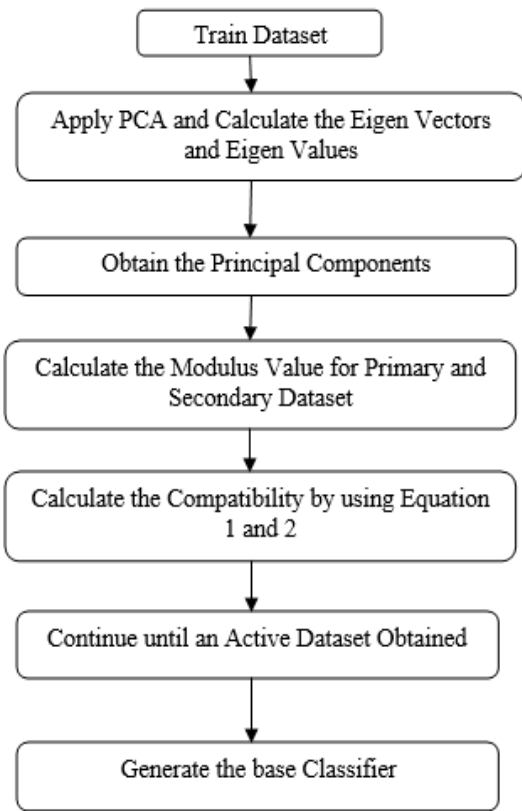 Train Dataset
Apply PCA and Calculate the Eigen Vectors
and Eigen Values
Obtain the Principal Components
Calculate the Modulus Value for Primary and
Secondary Dataset
Calculate the Compatibility by using Equation
1 and 2
Continue until an Active Dataset Obtained
Generate the base Classifier